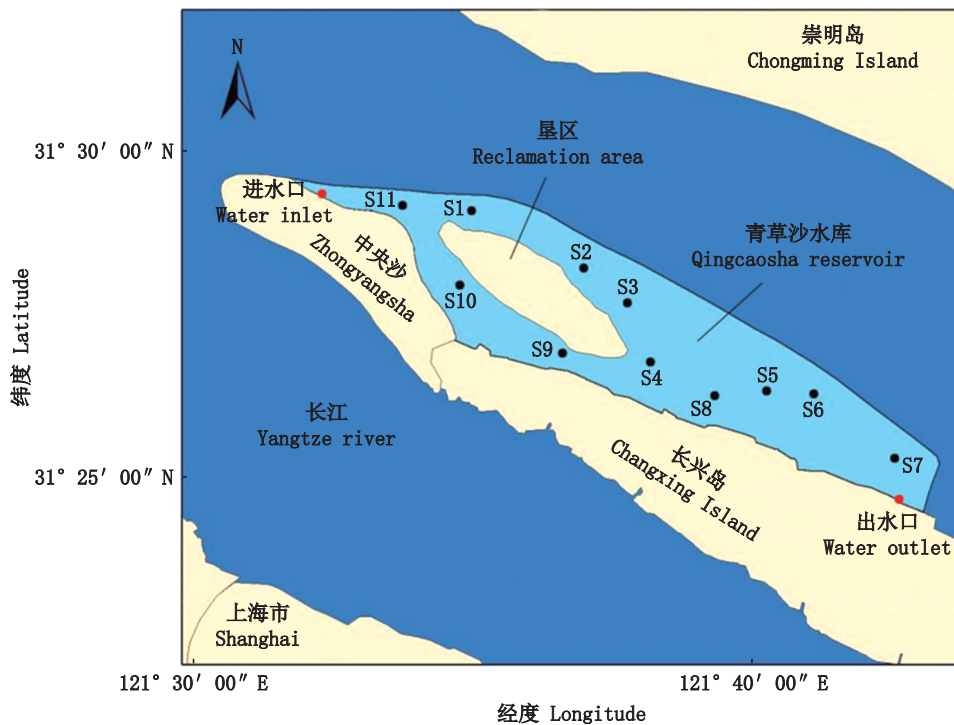 崇明岛
Chongming Island
N
垦区
Reclamation area
31° 30′ 00″ N
进水口
Water inlet
S11
S1
中央沙
Zhongyangsha
S2
青草沙水库
Qingcaosha reservoir
S10
S3
S9
S4
S5
S8
S6
纬度 Latitude
长江
Yangtze river
长兴岛
Changxing Island
S7
31° 25′ 00″ N
出水口
Water outlet
上海市
Shanghai
121° 30′ 00″ E
121° 40′ 00″ E
经度 Longitude